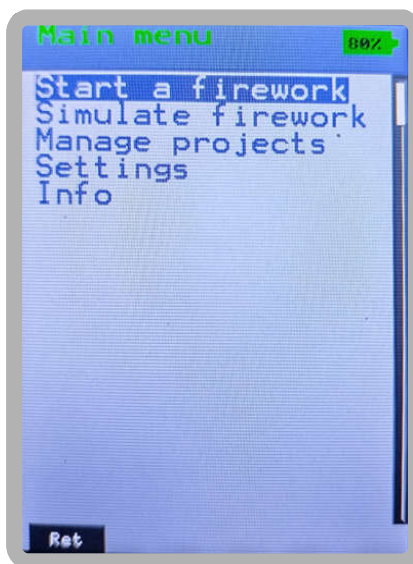 Main menu
80%
Start a firework
Simulate firework
Manage projects
Settings
Info
Ret